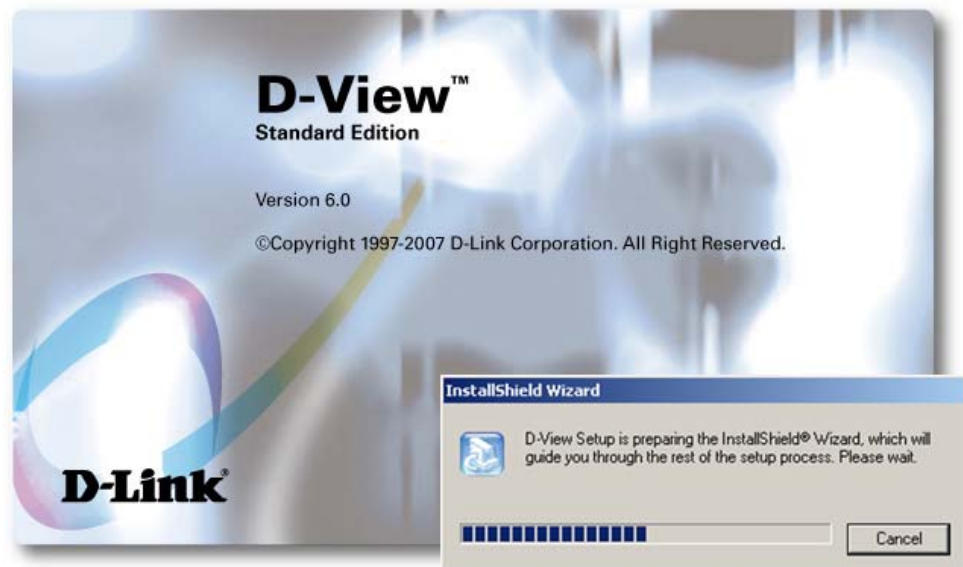 D-View™
Standard Edition
Version 6.0
©Copyright 1997-2007 D-Link Corporation. All Right Reserved.
D-Link®
InstallShield Wizard
D-View Setup is preparing the InstallShield® Wizard, which will
guide you through the rest of the setup process. Please wait.
Cancel